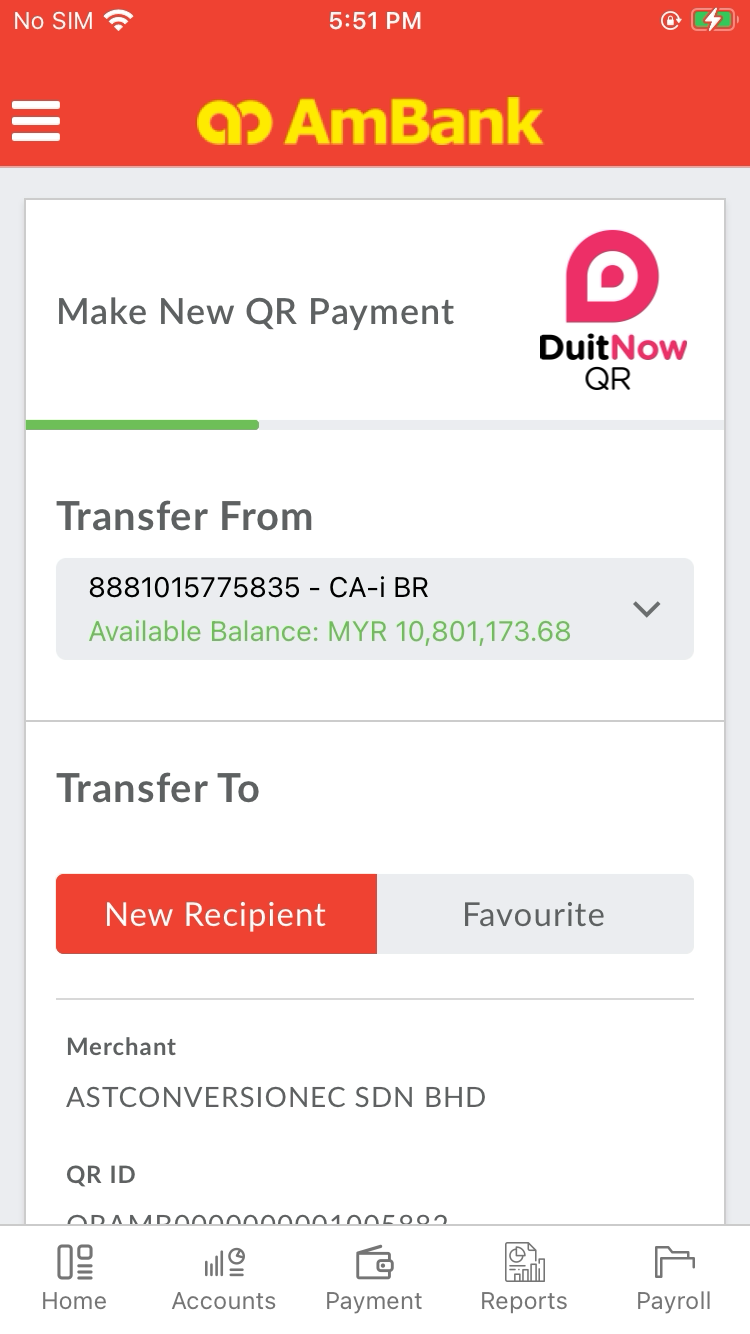 No SIM 5:51 PM
AmBank
Make New QR Payment
DuitNow
QR
Transfer From
8881015775835 - CA-i BR
Available Balance: MYR 10,801,173.68
Transfer To
New Recipient Favourite
Merchant
ASTCONVERSIONEC SDN BHD
QR ID
Home Accounts Payment Reports Payroll